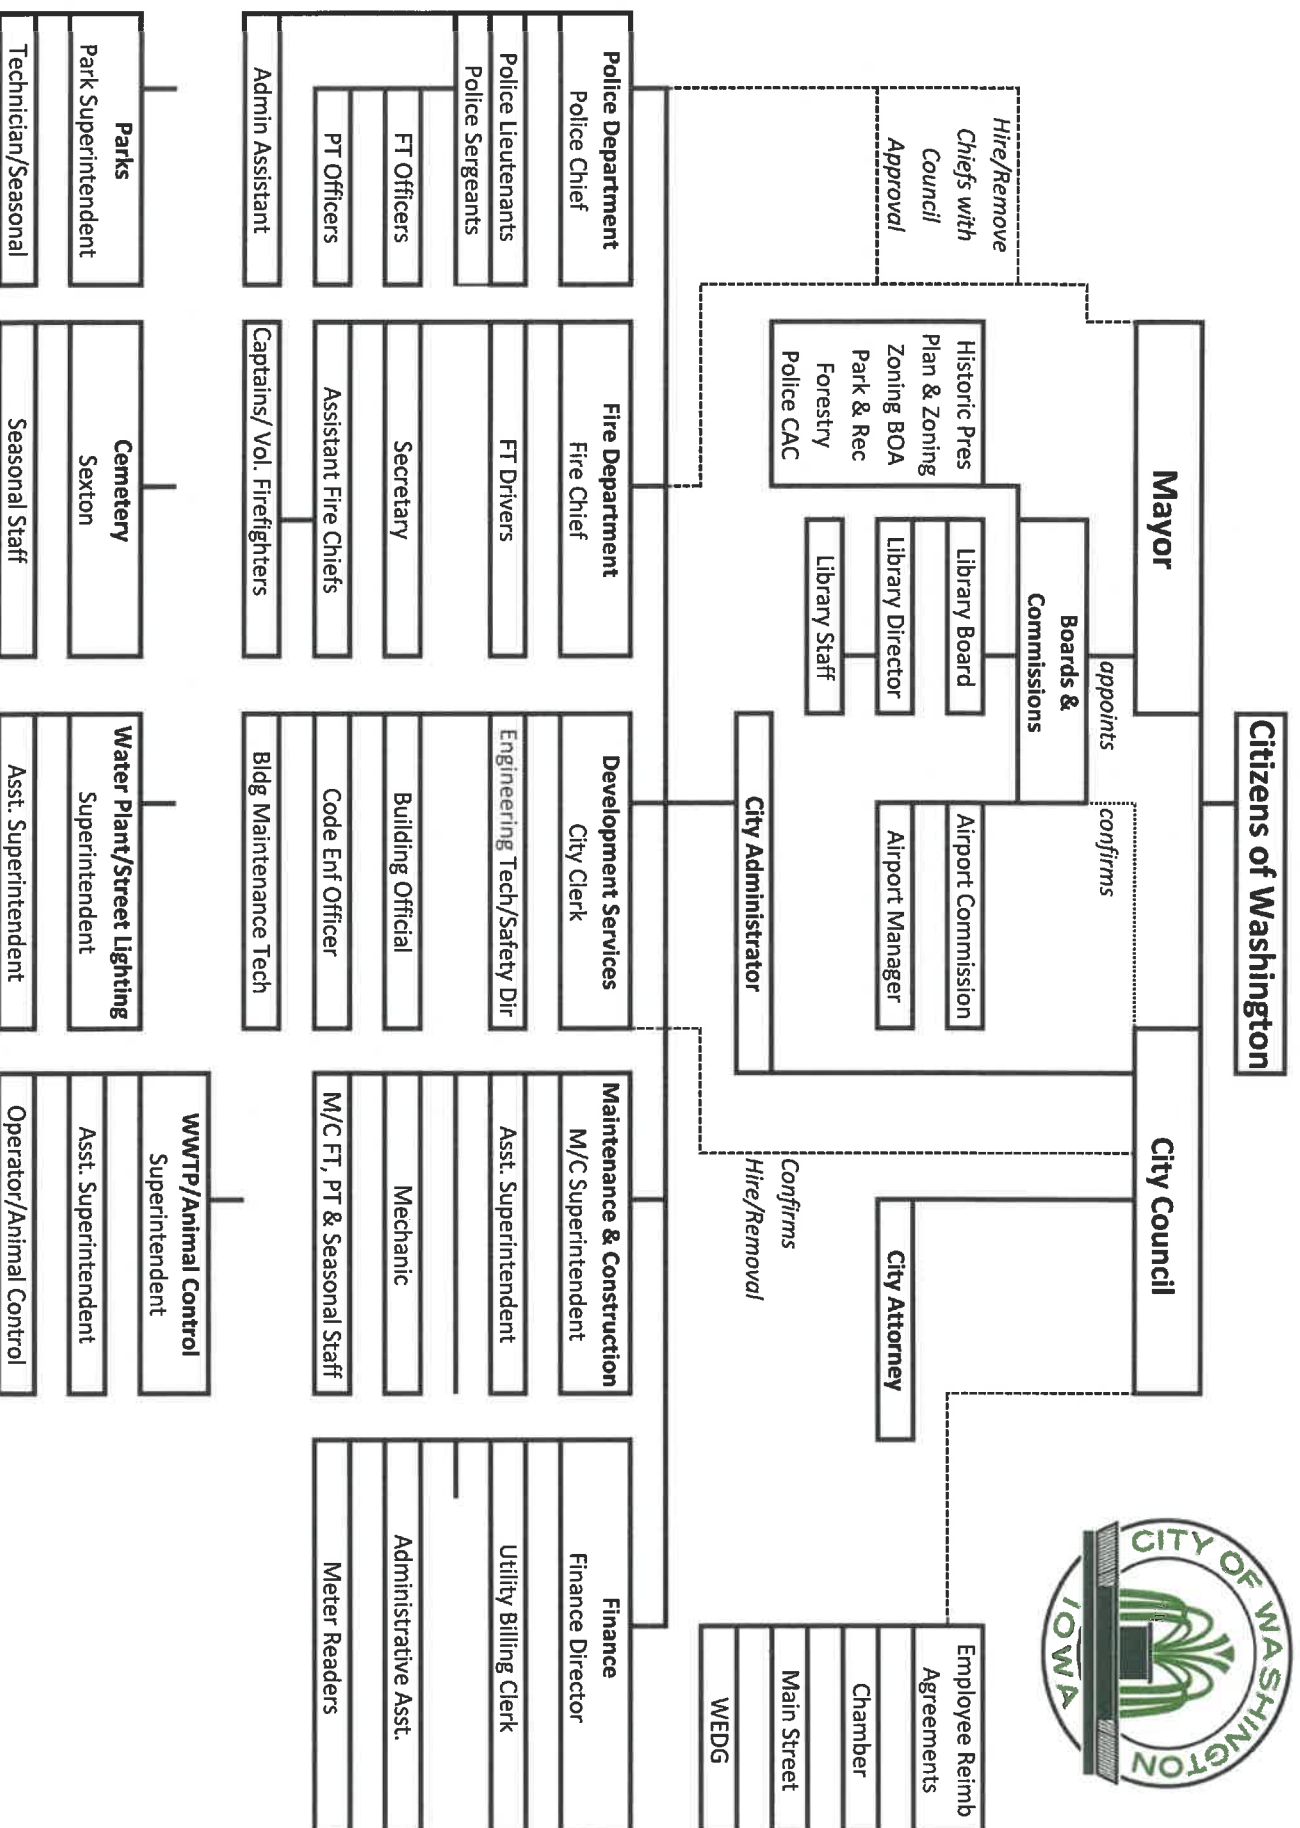 Citizens of Washington
CITY OF WASHINGTON
IOWA
Mayor
City Council
appoints
confirms
Boards &
Commissions
Hire/Remove
Chiefs with
Council
Approval
Historic Pres
Plan & Zoning
Zoning BOA
Park & Rec
Forestry
Police CAC
Library Board
Library Director
Library Staff
Airport Commission
Airport Manager
City Administrator
Confirms
Hire/Removal
City Attorney
Employee Reimb
Agreements
Chamber
Main Street
WEDG
Police Department
Police Chief
Police Lieutenants
Police Sergeants
FT Officers
PT Officers
Admin Assistant
Fire Department
Fire Chief
FT Drivers
Secretary
Assistant Fire Chiefs
Captains/ Vol. Firefighters
Development Services
City Clerk
Engineering Tech/Safety Dir
Building Official
Code Enf Officer
Bldg Maintenance Tech
Maintenance & Construction
M/C Superintendent
Asst. Superintendent
Mechanic
M/C FT, PT & Seasonal Staff
Finance
Finance Director
Utility Billing Clerk
Administrative Asst.
Meter Readers
Parks
Park Superintendent
Technician/Seasonal
Cemetery
Sexton
Seasonal Staff
Water Plant/Street Lighting
Superintendent
Asst. Superintendent
WWTP/Animal Control
Superintendent
Asst. Superintendent
Operator/Animal Control